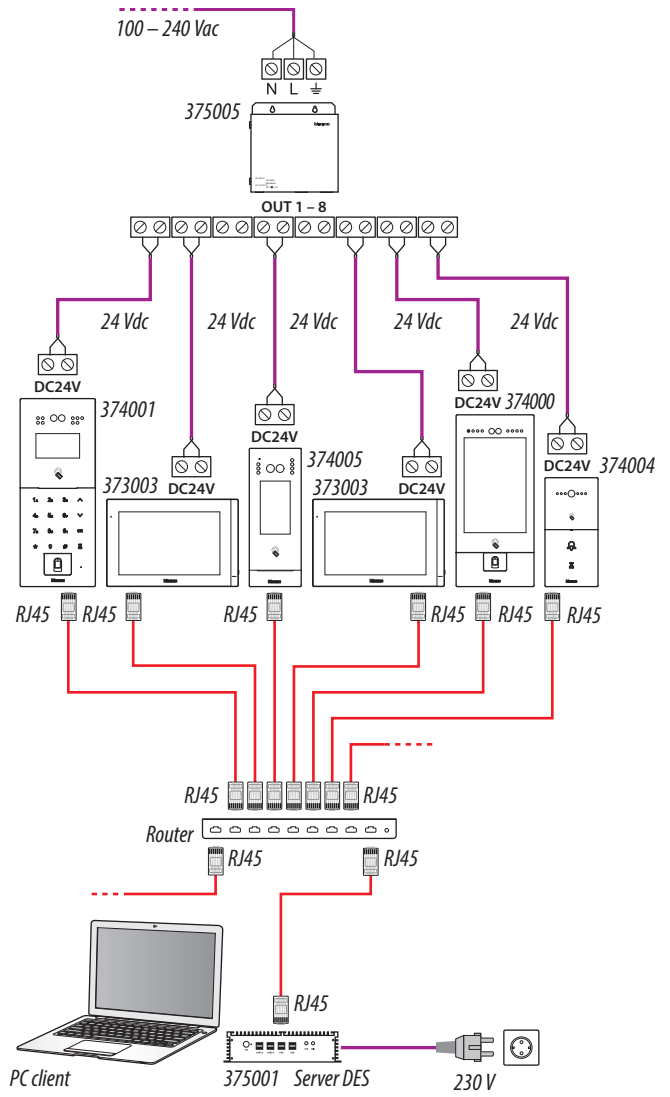 100 – 240 Vac
N L
375005
OUT 1 – 8
24 Vdc 24 Vdc 24 Vdc 24 Vdc 24 Vdc
DC24V
374001
DC24V 374000
DC24V
374005
DC24V 374004
373003 DC24V
373003 DC24V
RJ45 RJ45 RJ45 RJ45 RJ45 RJ45
RJ45 RJ45
Router
RJ45 RJ45
RJ45
PC client
375001 Server DES
230 V